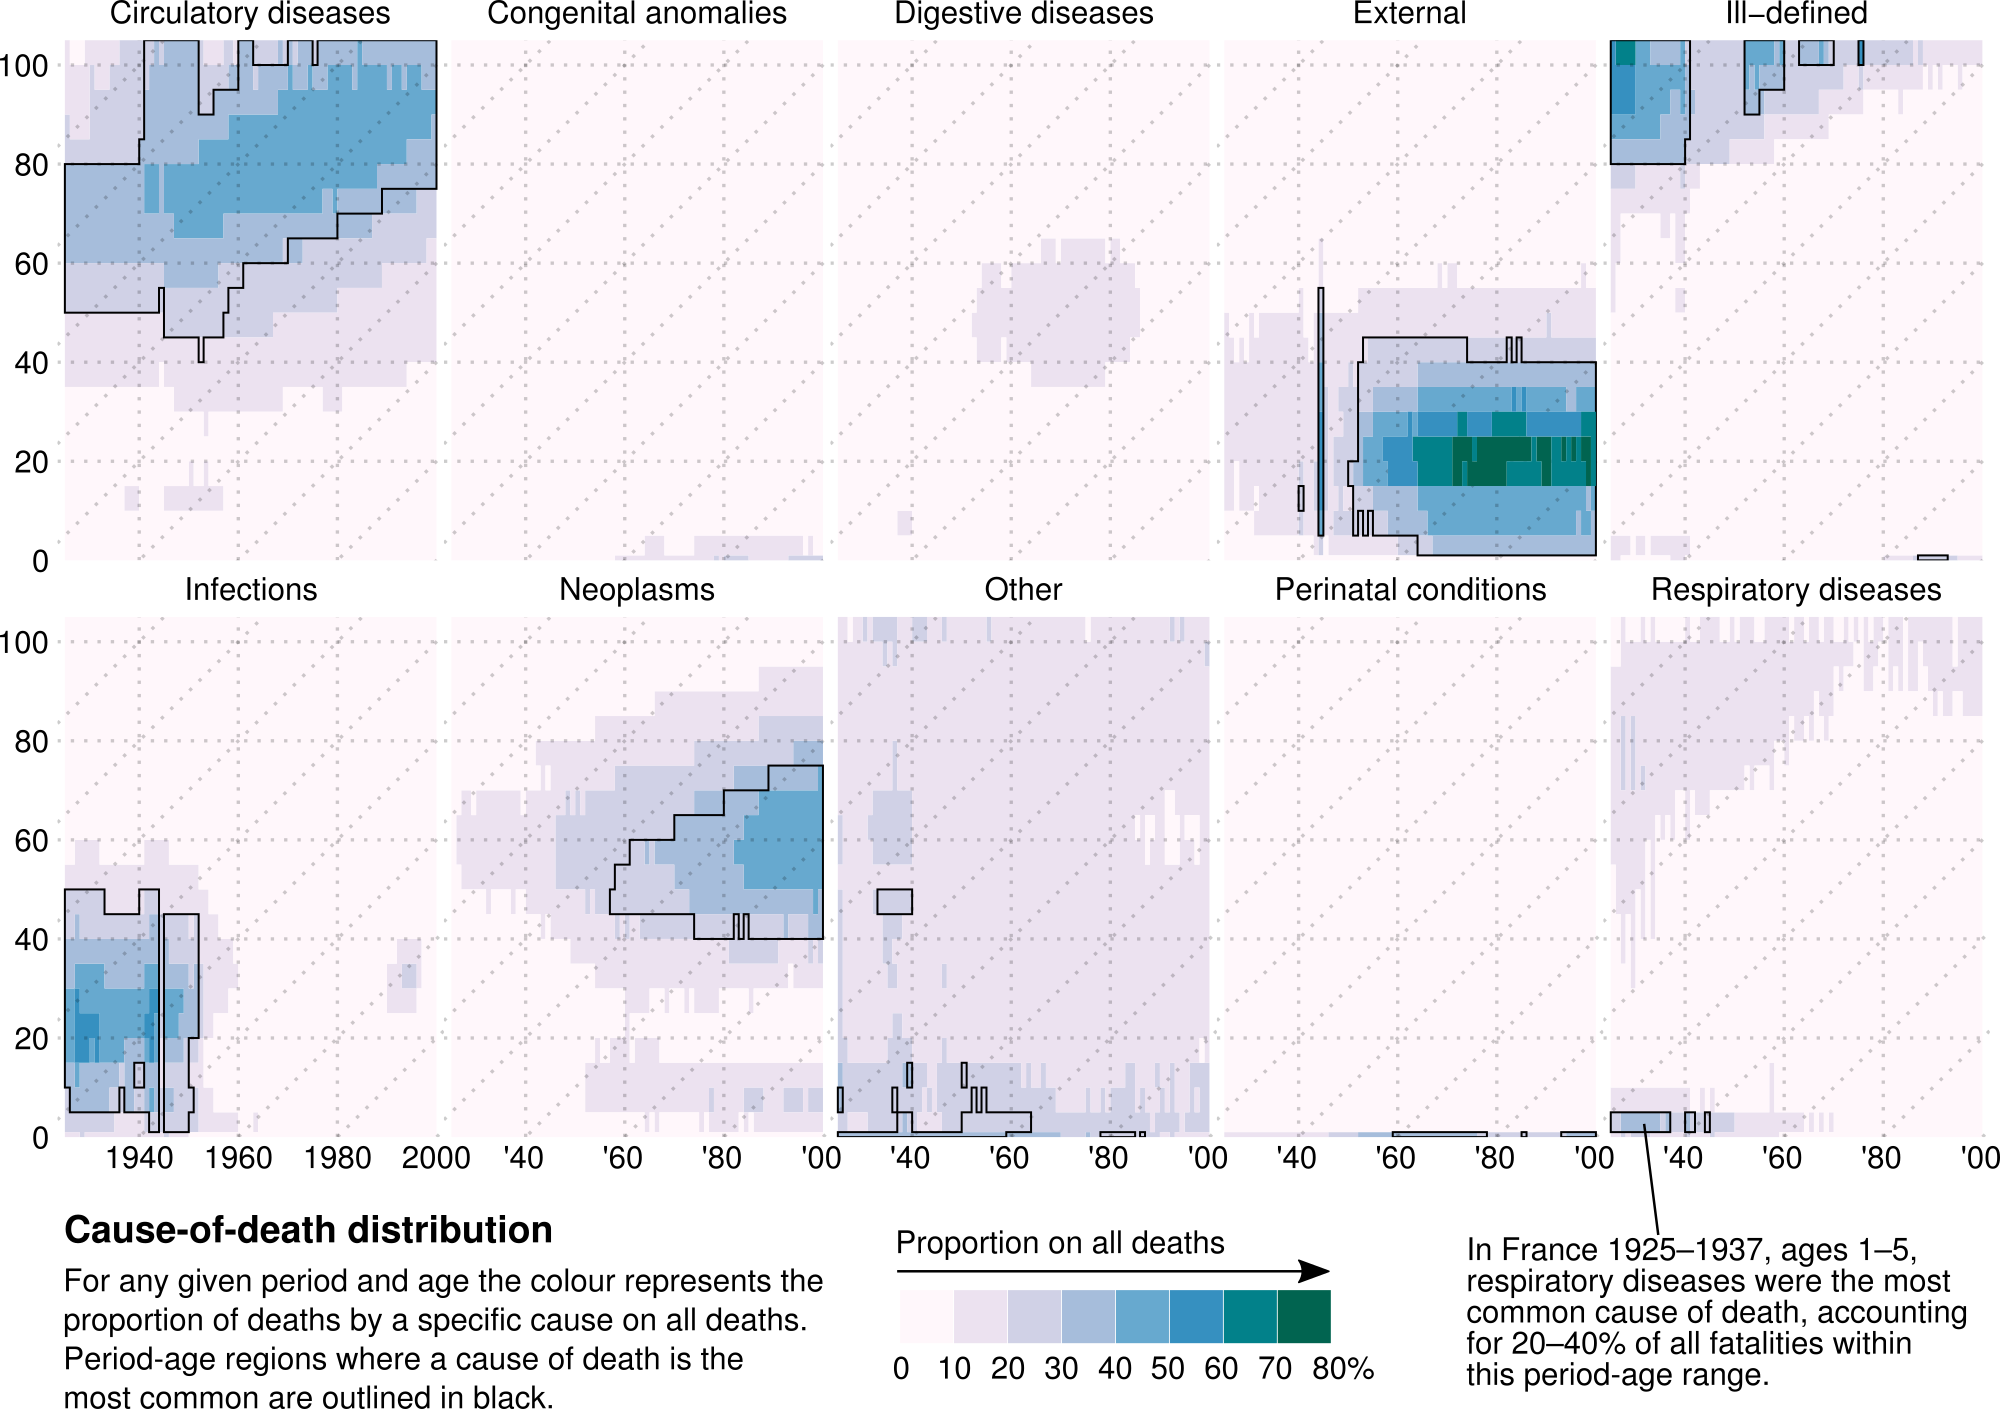 Circulatory diseases
Congenital anomalies
Digestive diseases
External
Ill–defined
100
80
60
40
20
0
Infections
Neoplasms
Other
Perinatal conditions
Respiratory diseases
100
80
60
40
20
0
1940 1960 1980 2000 '40 '60 '80 '00 '40 '60 '80 '00 '40 '60 '80 '00 '40 '60 '80 '00
Cause-of-death distribution
For any given period and age the colour represents the
proportion of deaths by a specific cause on all deaths.
Period-age regions where a cause of death is the
most common are outlined in black.
Proportion on all deaths
0 10 20 30 40 50 60 70 80%
In France 1925–1937, ages 1–5,
respiratory diseases were the most
common cause of death, accounting
for 20–40% of all fatalities within
this period-age range.